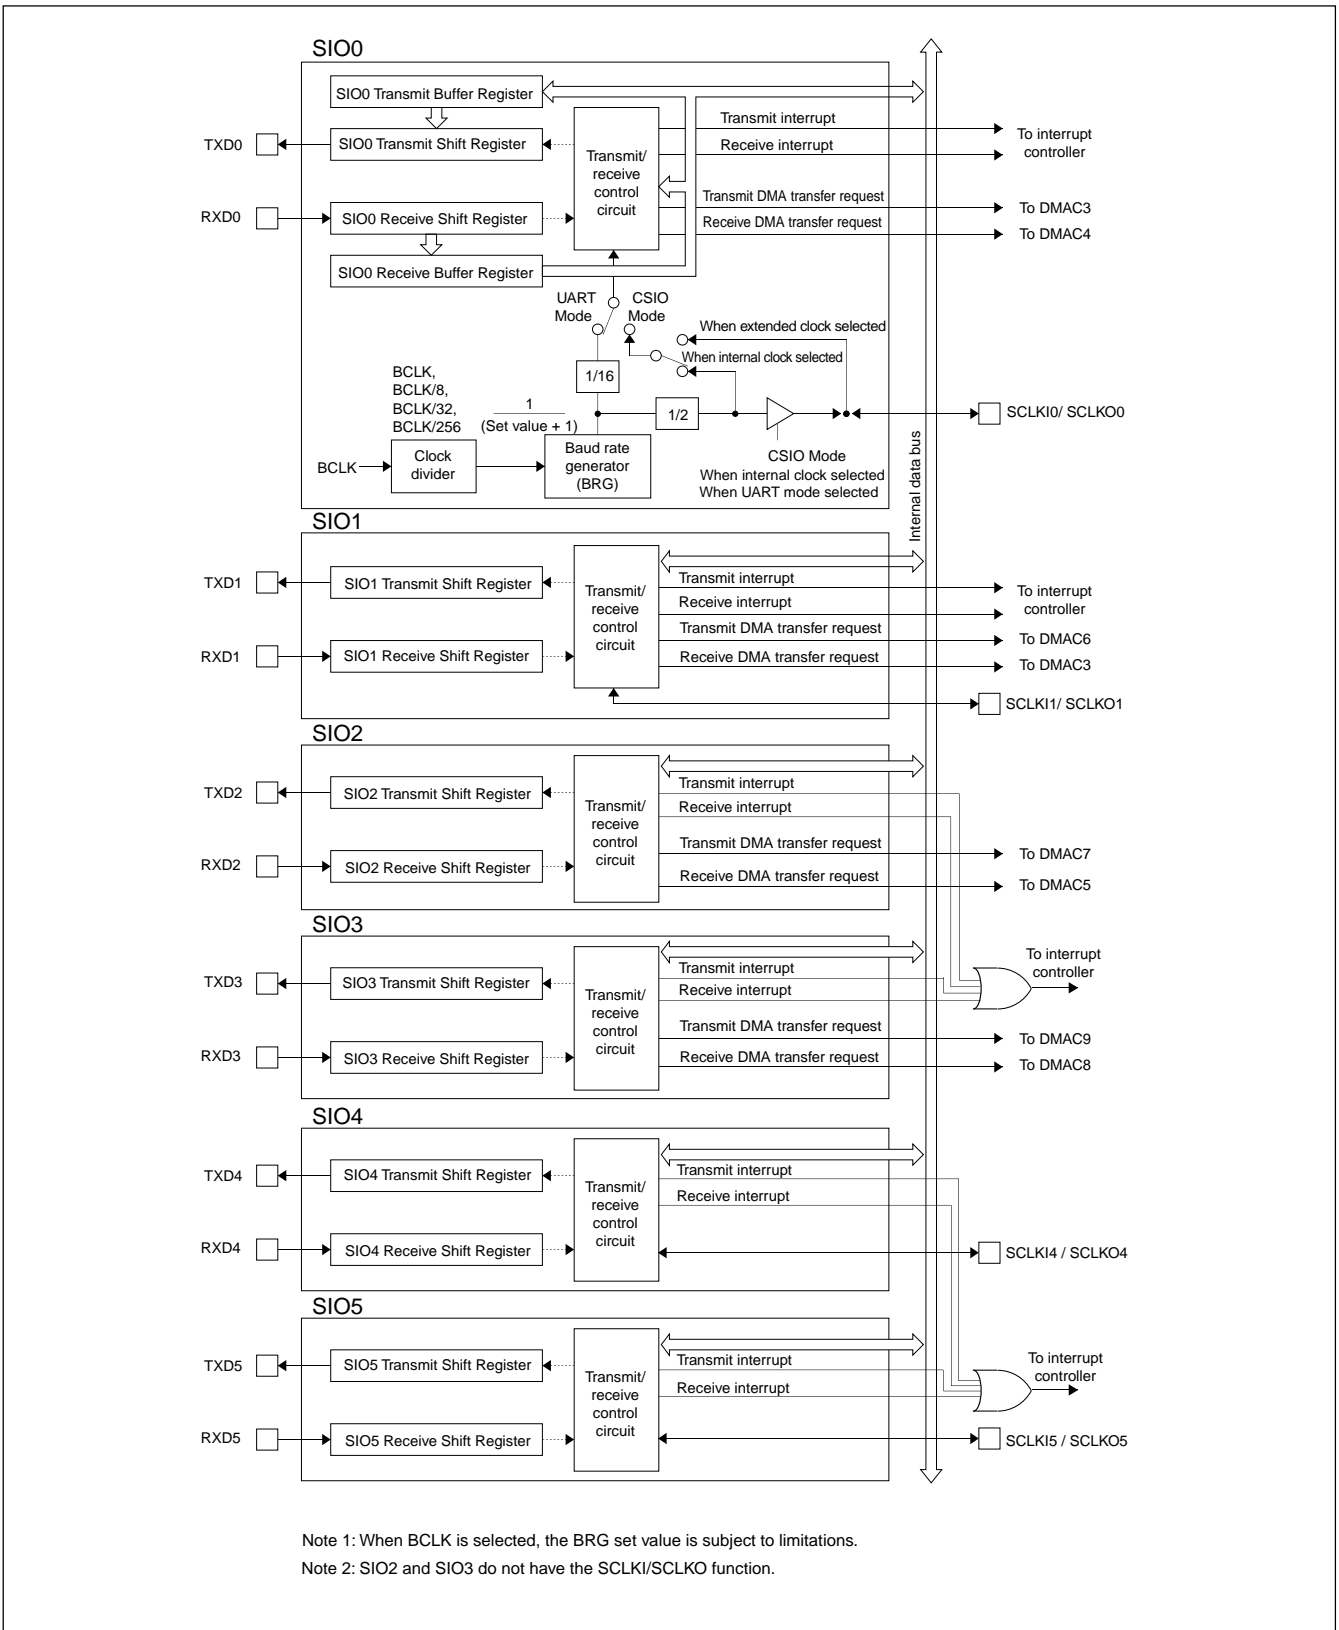 SIO0
SIO0 Transmit Buffer Register
TXD0
SIO0 Transmit Shift Register
Transmit/
receive
control
circuit
Transmit interrupt
Receive interrupt
To interrupt
controller
RXD0
SIO0 Receive Shift Register
Transmit DMA transfer request
To DMAC3
Receive DMA transfer request
To DMAC4
SIO0 Receive Buffer Register
UART
Mode
CSIO
Mode
When extended clock selected
When internal clock selected
1/16
BCLK,
BCLK/8,
BCLK/32,
BCLK/256
1
(Set value + 1)
1/2
SCLKI0/ SCLKO0
BCLK
Clock
divider
Baud rate
generator
(BRG)
CSIO Mode
When internal clock selected
When UART mode selected
Internal data bus
SIO1
TXD1
SIO1 Transmit Shift Register
Transmit/
receive
control
circuit
Transmit interrupt
Receive interrupt
To interrupt
controller
Transmit DMA transfer request
To DMAC6
RXD1
SIO1 Receive Shift Register
Receive DMA transfer request
To DMAC3
SCLKI1/ SCLKO1
SIO2
TXD2
SIO2 Transmit Shift Register
Transmit/
receive
control
circuit
Transmit interrupt
Receive interrupt
Transmit DMA transfer request
To DMAC7
RXD2
SIO2 Receive Shift Register
Receive DMA transfer request
To DMAC5
SIO3
TXD3
SIO3 Transmit Shift Register
Transmit/
receive
control
circuit
Transmit interrupt
Receive interrupt
To interrupt
controller
Transmit DMA transfer request
To DMAC9
RXD3
SIO3 Receive Shift Register
Receive DMA transfer request
To DMAC8
SIO4
TXD4
SIO4 Transmit Shift Register
Transmit/
receive
control
circuit
Transmit interrupt
Receive interrupt
RXD4
SIO4 Receive Shift Register
SCLKI4 / SCLKO4
SIO5
TXD5
SIO5 Transmit Shift Register
Transmit/
receive
control
circuit
Transmit interrupt
Receive interrupt
To interrupt
controller
RXD5
SIO5 Receive Shift Register
SCLKI5 / SCLKO5
Note 1: When BCLK is selected, the BRG set value is subject to limitations.
Note 2: SIO2 and SIO3 do not have the SCLKI/SCLKO function.